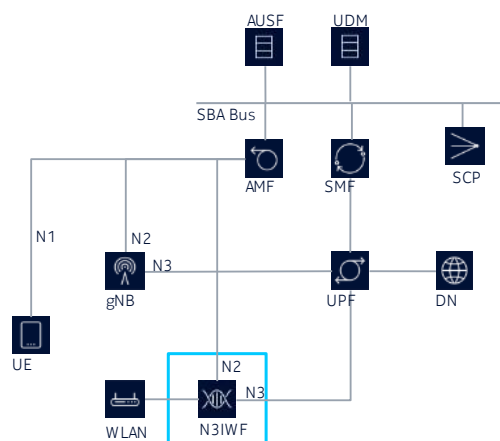 AUSF
UDM
SBA Bus
AMF
SMF
SCP
N1
N2
N3
gNB
UPF
DN
UE
N2
N3
WLAN
N3IWF